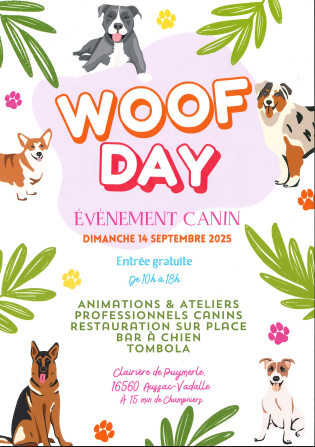 WOOF
DAY
ÉVÉNEMENT CANIN
DIMANCHE 14 SEPTEMBRE 2025
Entrée gratuite
De 10h à 18h
ANIMATIONS & ATELIERS
PROFESSIONNELS CANINS
RESTAURATION SUR PLACE
BAR À CHIEN
TOMBOLA
Clairière de Puymerle,
16560 Aussac-Vadalle
À 15 min de Champniers